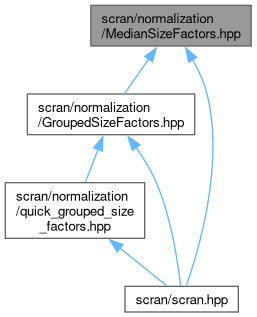 scran/normalization
/MedianSizeFactors.hpp
scran/normalization
/GroupedSizeFactors.hpp
scran/normalization
/quick_grouped_size
_factors.hpp
scran/scran.hpp